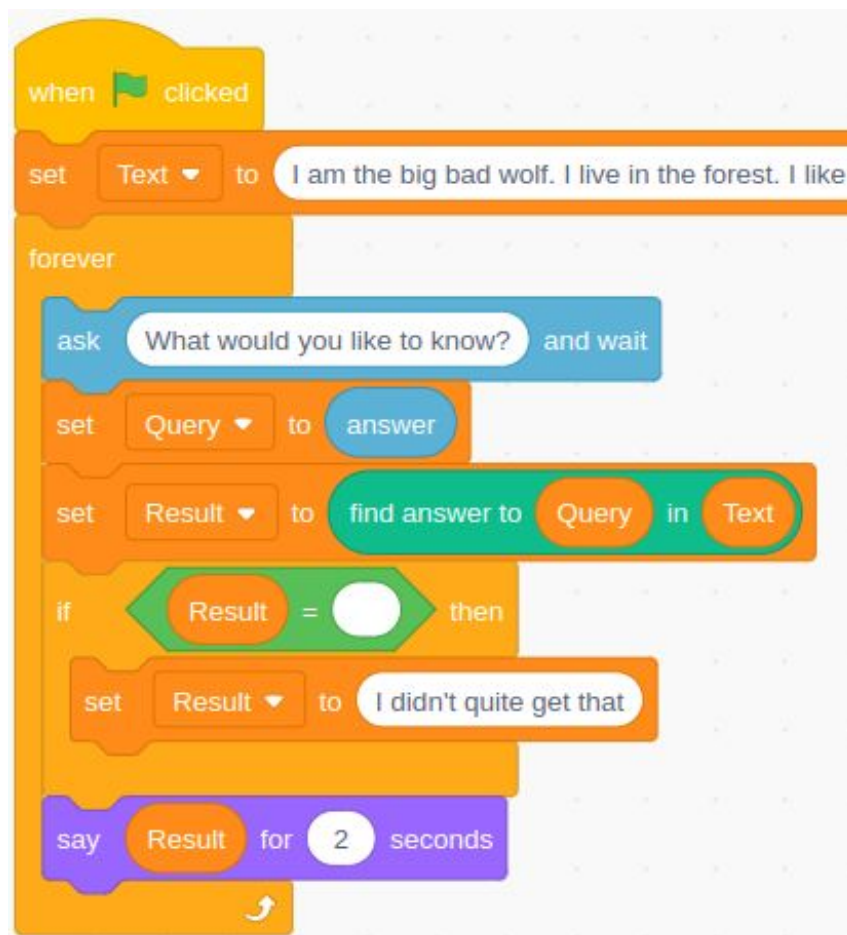 when clicked
set Text to I am the big bad wolf. I live in the forest. I like
forever
ask What would you like to know? and wait
set Query to answer
set Result to find answer to Query in Text
if Result = then
set Result to I didn't quite get that
say Result for 2 seconds